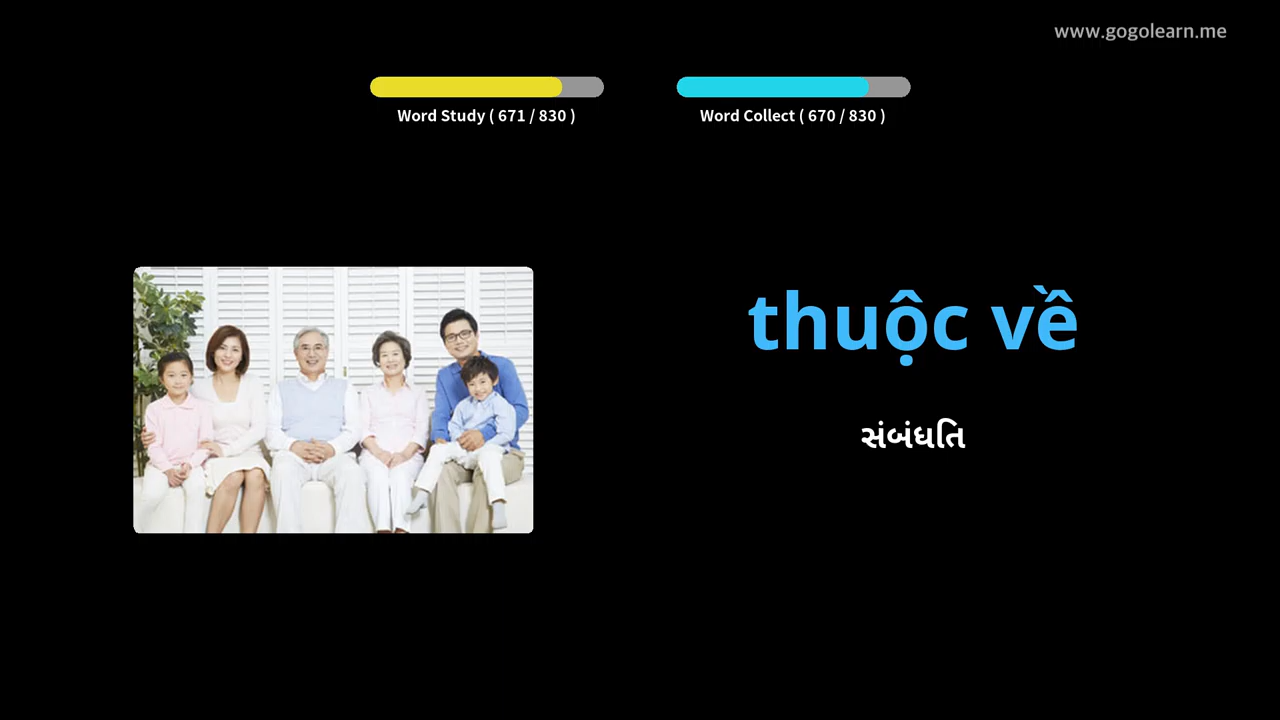 www.gogolearn.me
Word Study ( 671 / 830 )
Word Collect ( 670 / 830 )
thuộc về
સંબંધતિ